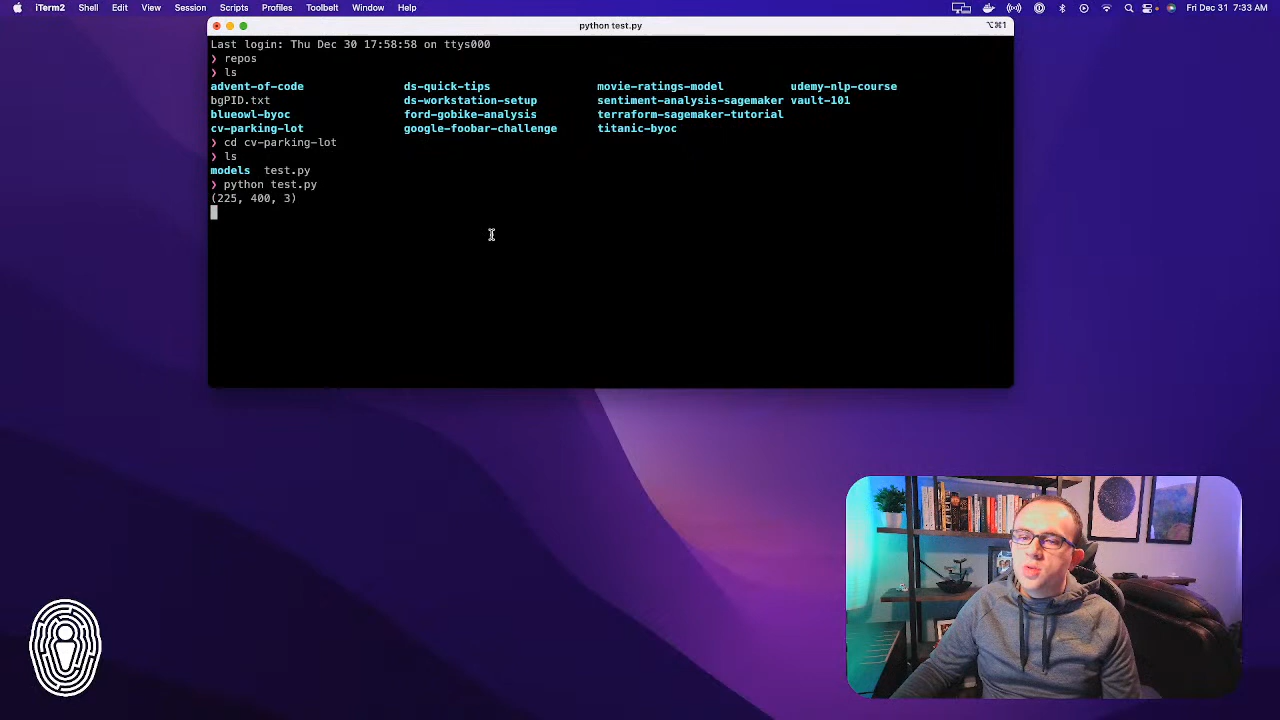 iTerm2 Shell Edit View Session Scripts Profiles Toolbelt Window Help Fri Dec 31 7:33 AM
python test.py ⌥⌘1
Last login: Thu Dec 30 17:58:58 on ttys000
❯ repos
❯ ls
advent-of-code ds-quick-tips movie-ratings-model udemy-nlp-course
bgPID.txt ds-workstation-setup sentiment-analysis-sagemaker vault-101
blueowl-byoc ford-gobike-analysis terraform-sagemaker-tutorial
cv-parking-lot google-foobar-challenge titanic-byoc
❯ cd cv-parking-lot
❯ ls
models test.py
❯ python test.py
(225, 400, 3)